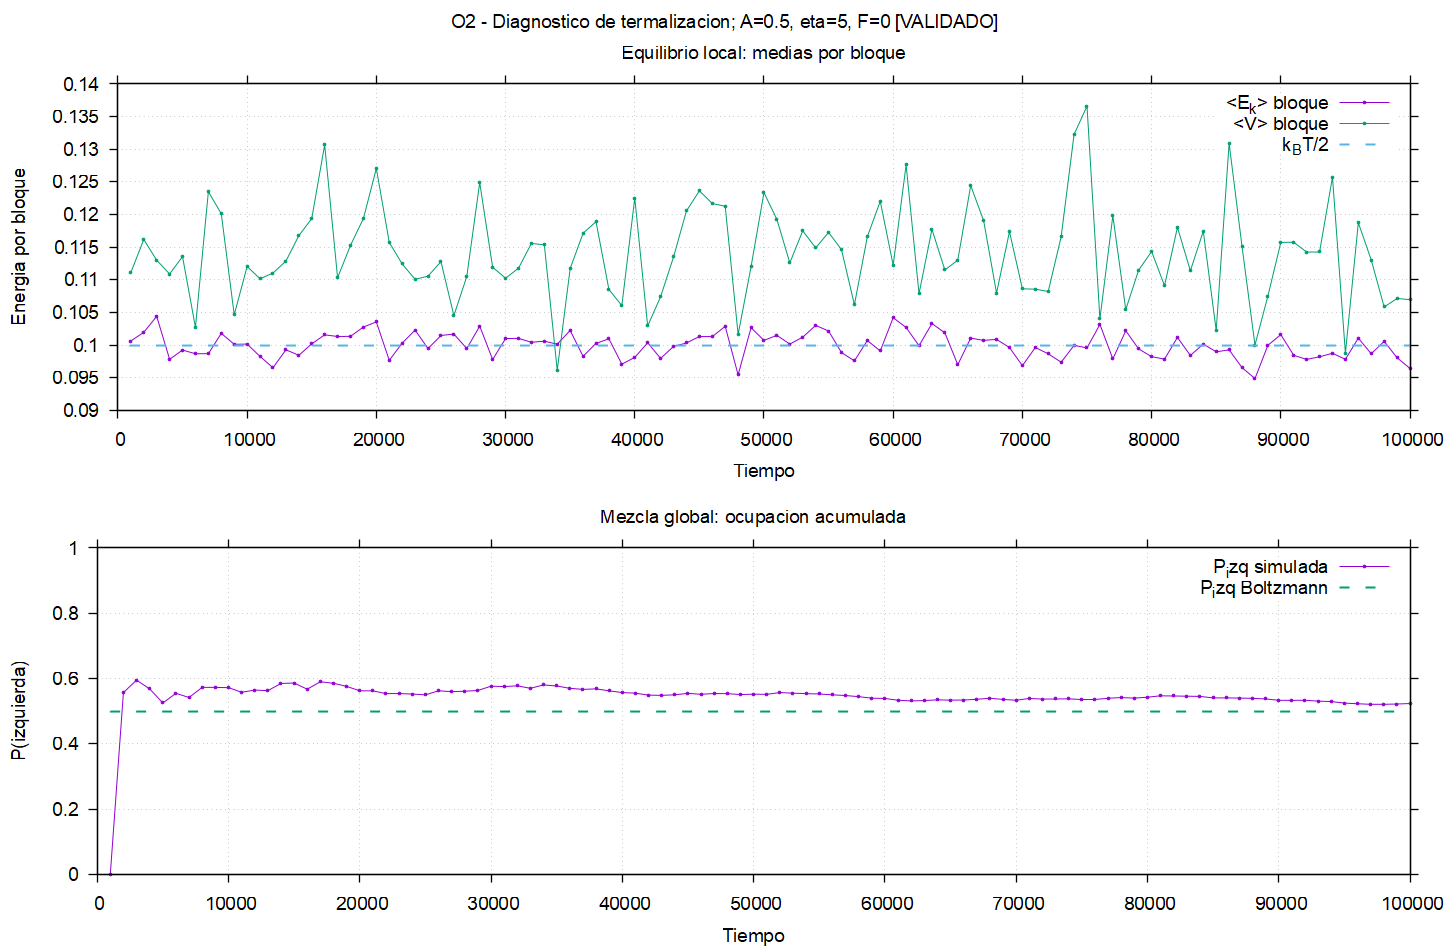 O2 - Diagnostico de termalizacion; A=0.5, eta=5, F=0 [VALIDADO]
Equilibrio local: medias por bloque
0.14
0.135
0.13
0.125
0.12
0.115
0.11
0.105
0.1
0.095
0.09
Energia por bloque
<Ek> bloque
<V> bloque
kBT/2
0 10000 20000 30000 40000 50000 60000 70000 80000 90000 100000
Tiempo
Mezcla global: ocupacion acumulada
1
0.8
0.6
0.4
0.2
0
P(izquierda)
Pizq simulada
Pizq Boltzmann
0 10000 20000 30000 40000 50000 60000 70000 80000 90000 100000
Tiempo